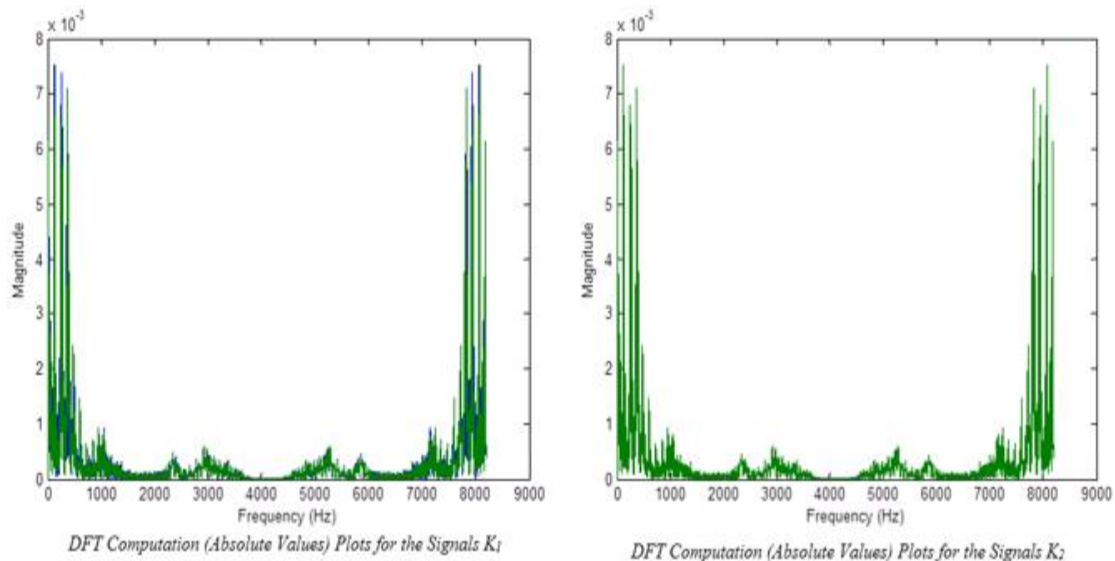 x 10⁻³
8
7
6
5
4
3
2
1
0
0 1000 2000 3000 4000 5000 6000 7000 8000 9000
Magnitude
Frequency (Hz)
DFT Computation (Absolute Values) Plots for the Signals K₁
x 10⁻³
8
7
6
5
4
3
2
1
0
0 1000 2000 3000 4000 5000 6000 7000 8000 9000
Magnitude
Frequency (Hz)
DFT Computation (Absolute Values) Plots for the Signals K₂